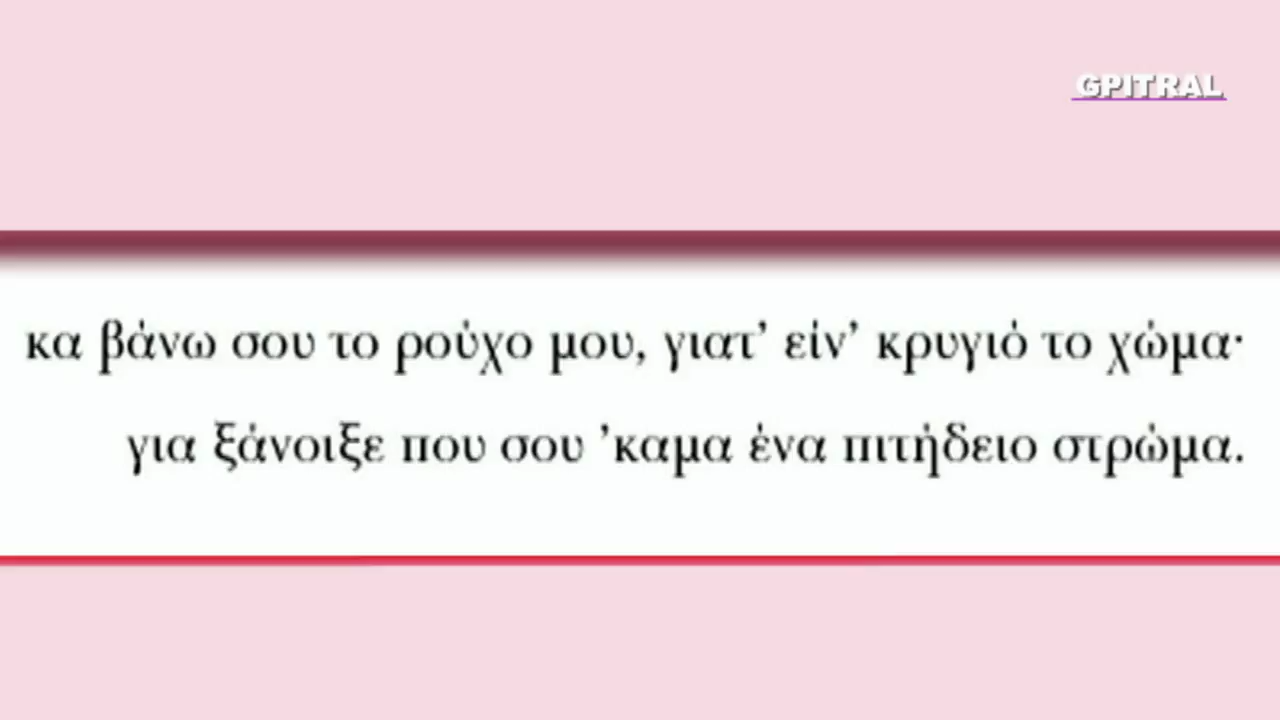 GPITRAL
κα βάνω σου το ρούχο μου, γιατ’ είν’ κρυγιό το χώμα·
για ξάνοιξε που σου ’καμα ένα πιτήδειο στρώμα.